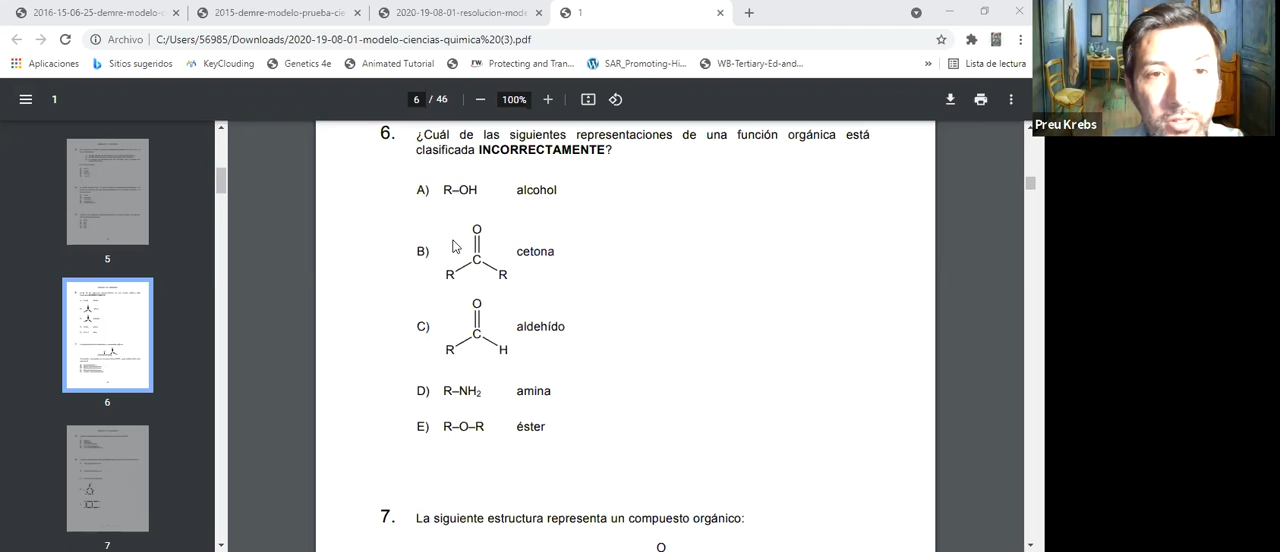 2016-15-06-25-demre-modelo-c
2015-demre-modelo-prueba-cie
2020-19-08-01-resolucion-mode
1
Archivo
C:/Users/56985/Downloads/2020-19-08-01-modelo-ciencias-quimica%20(3).pdf
Aplicaciones
Sitios sugeridos
KeyClouding
Genetics 4e
Animated Tutorial
Protoring and Tran...
SAR_Promoting-Hi...
WB-Tertiary-Ed-and...
»
Lista de lectura
1
6 / 46
100%
Preu Krebs
5
6
7
6. ¿Cuál de las siguientes representaciones de una función orgánica está
clasificada INCORRECTAMENTE?
A) R–OH alcohol
O
B) C cetona
R R
O
C) C aldehído
R H
D) R–NH2 amina
E) R–O–R éster
7. La siguiente estructura representa un compuesto orgánico:
O